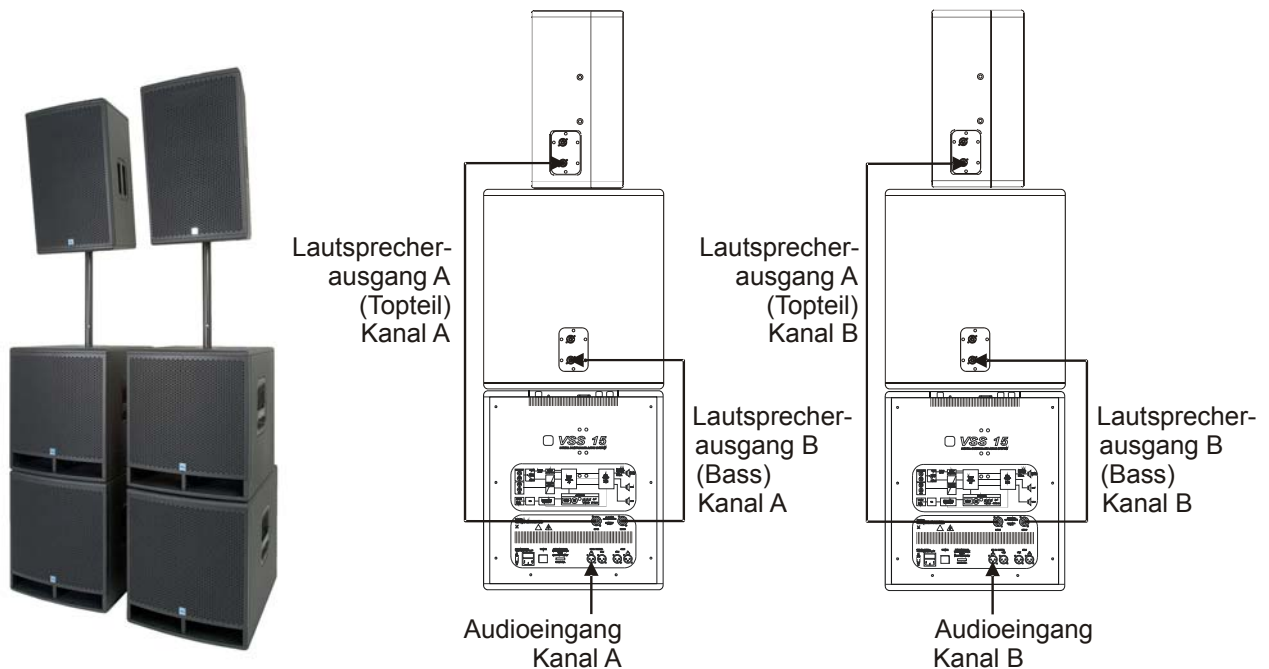 Lautsprecher-
ausgang A
(Topteil)
Kanal A
Lautsprecher-
ausgang B
(Bass)
Kanal A
VSS 15
Audioeingang
Kanal A
Lautsprecher-
ausgang A
(Topteil)
Kanal B
Lautsprecher-
ausgang B
(Bass)
Kanal B
VSS 15
Audioeingang
Kanal B